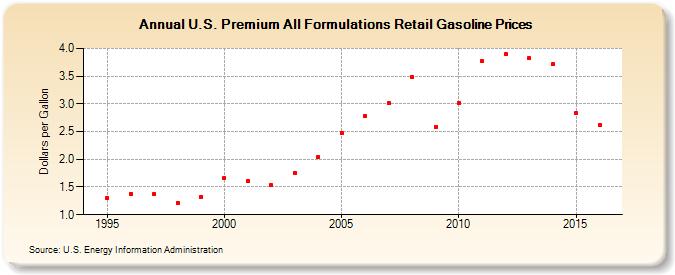 Annual U.S. Premium All Formulations Retail Gasoline Prices
Dollars per Gallon
4.0
3.5
3.0
2.5
2.0
1.5
1.0
1995 2000 2005 2010 2015
Source: U.S. Energy Information Administration